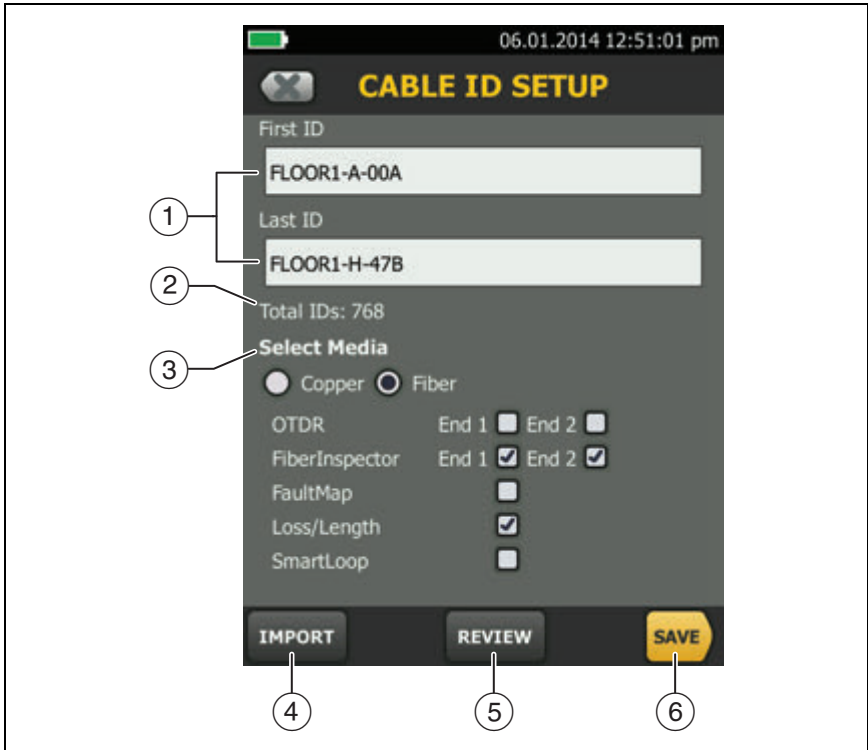 06.01.2014 12:51:01 pm
CABLE ID SETUP
First ID
FLOOR1-A-00A
1
Last ID
FLOOR1-H-47B
2
Total IDs: 768
Select Media
3
Copper Fiber
OTDR End 1 End 2
FiberInspector End 1 End 2
FaultMap
Loss/Length
SmartLoop
IMPORT REVIEW SAVE
4 5 6